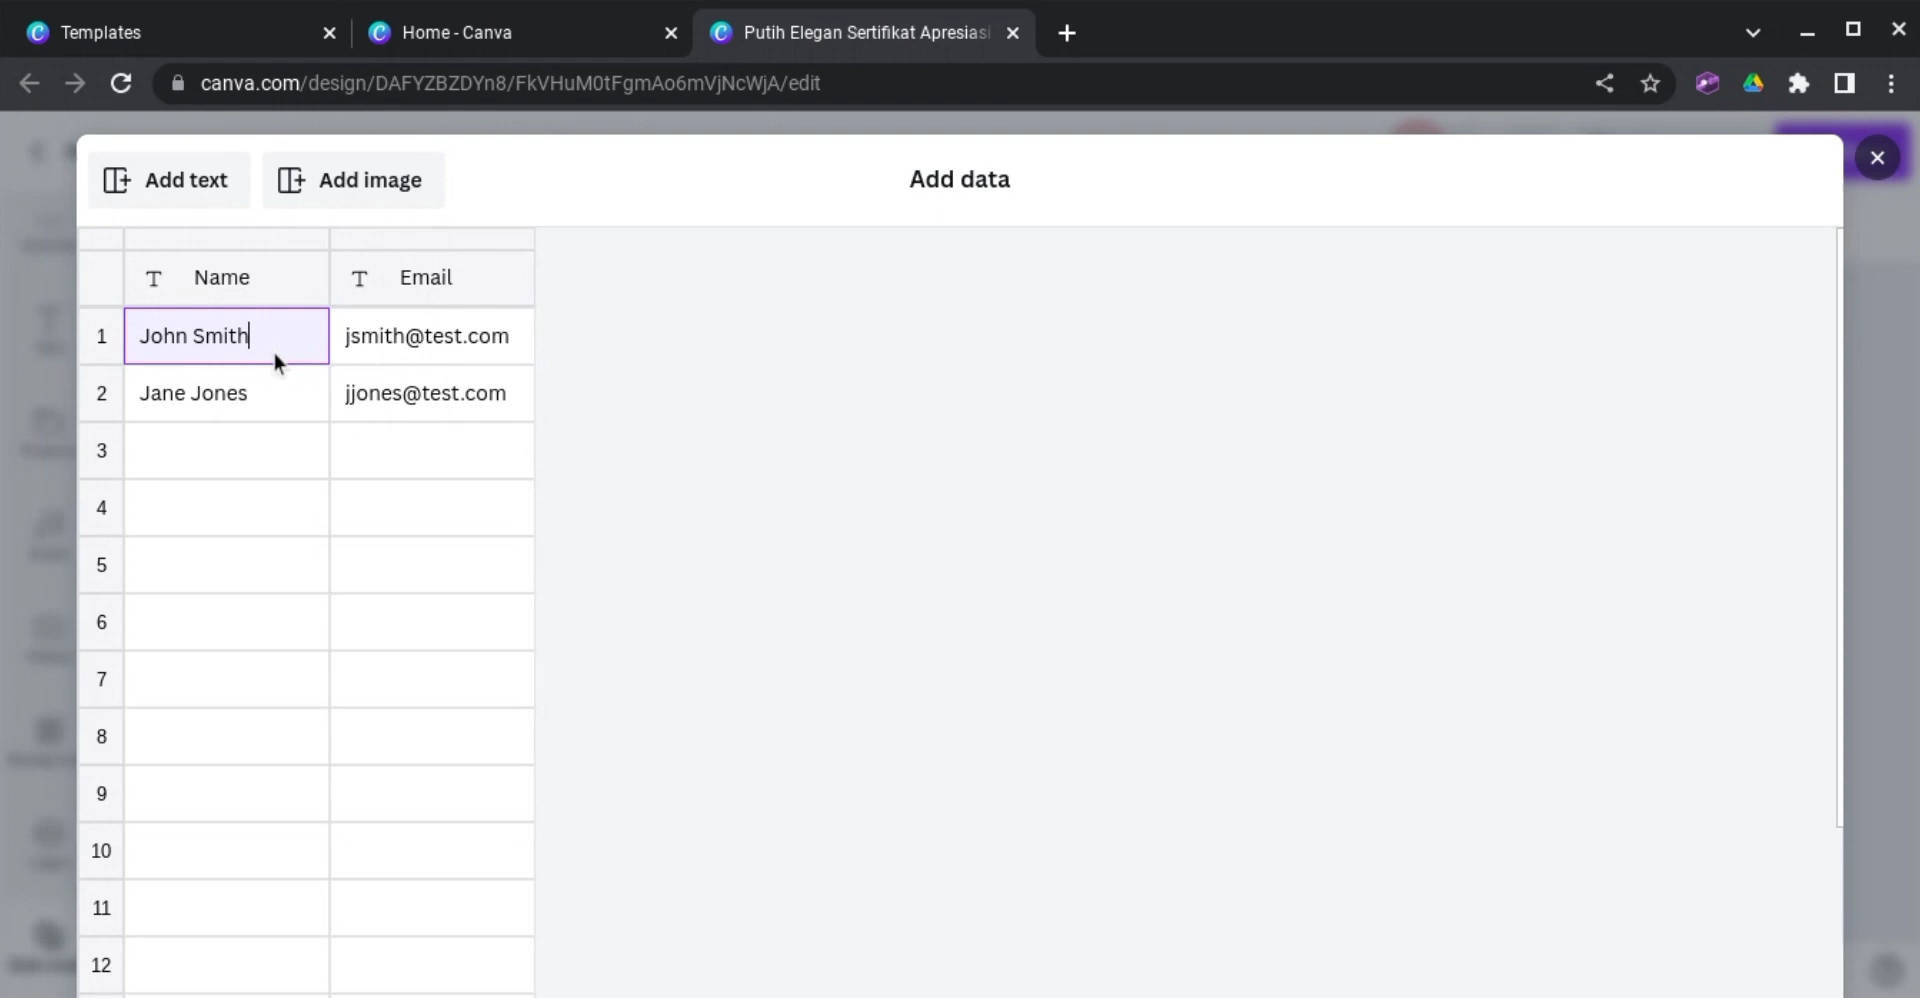 Templates
Home - Canva
Putih Elegan Sertifikat Apresiasi
canva.com/design/DAFYZBZDYn8/FkVHuM0tFgmAo6mVjNcWjA/edit
Add text
Add image
Add data
Name Email
1 John Smith jsmith@test.com
2 Jane Jones jjones@test.com
3
4
5
6
7
8
9
10
11
12